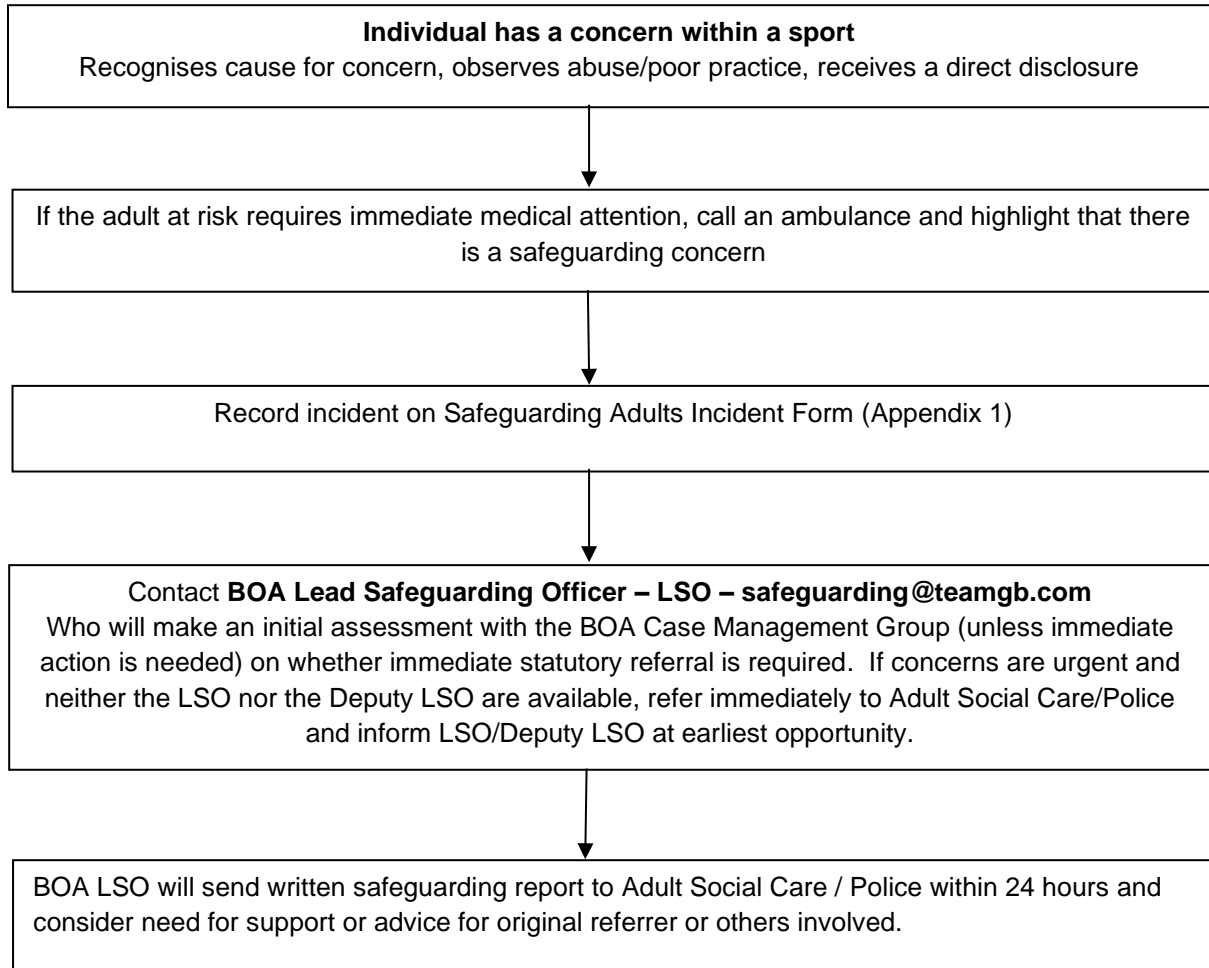 Individual has a concern within a sport
Recognises cause for concern, observes abuse/poor practice, receives a direct disclosure
If the adult at risk requires immediate medical attention, call an ambulance and highlight that there
is a safeguarding concern
Record incident on Safeguarding Adults Incident Form (Appendix 1)
Contact BOA Lead Safeguarding Officer – LSO – safeguarding@teamgb.com
Who will make an initial assessment with the BOA Case Management Group (unless immediate
action is needed) on whether immediate statutory referral is required.  If concerns are urgent and
neither the LSO nor the Deputy LSO are available, refer immediately to Adult Social Care/Police
and inform LSO/Deputy LSO at earliest opportunity.
BOA LSO will send written safeguarding report to Adult Social Care / Police within 24 hours and
consider need for support or advice for original referrer or others involved.